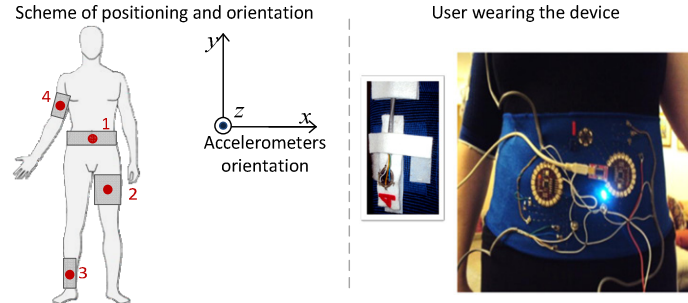 Scheme of positioning and orientation
User wearing the device
y
z
x
Accelerometers
orientation
4
1
2
3
A